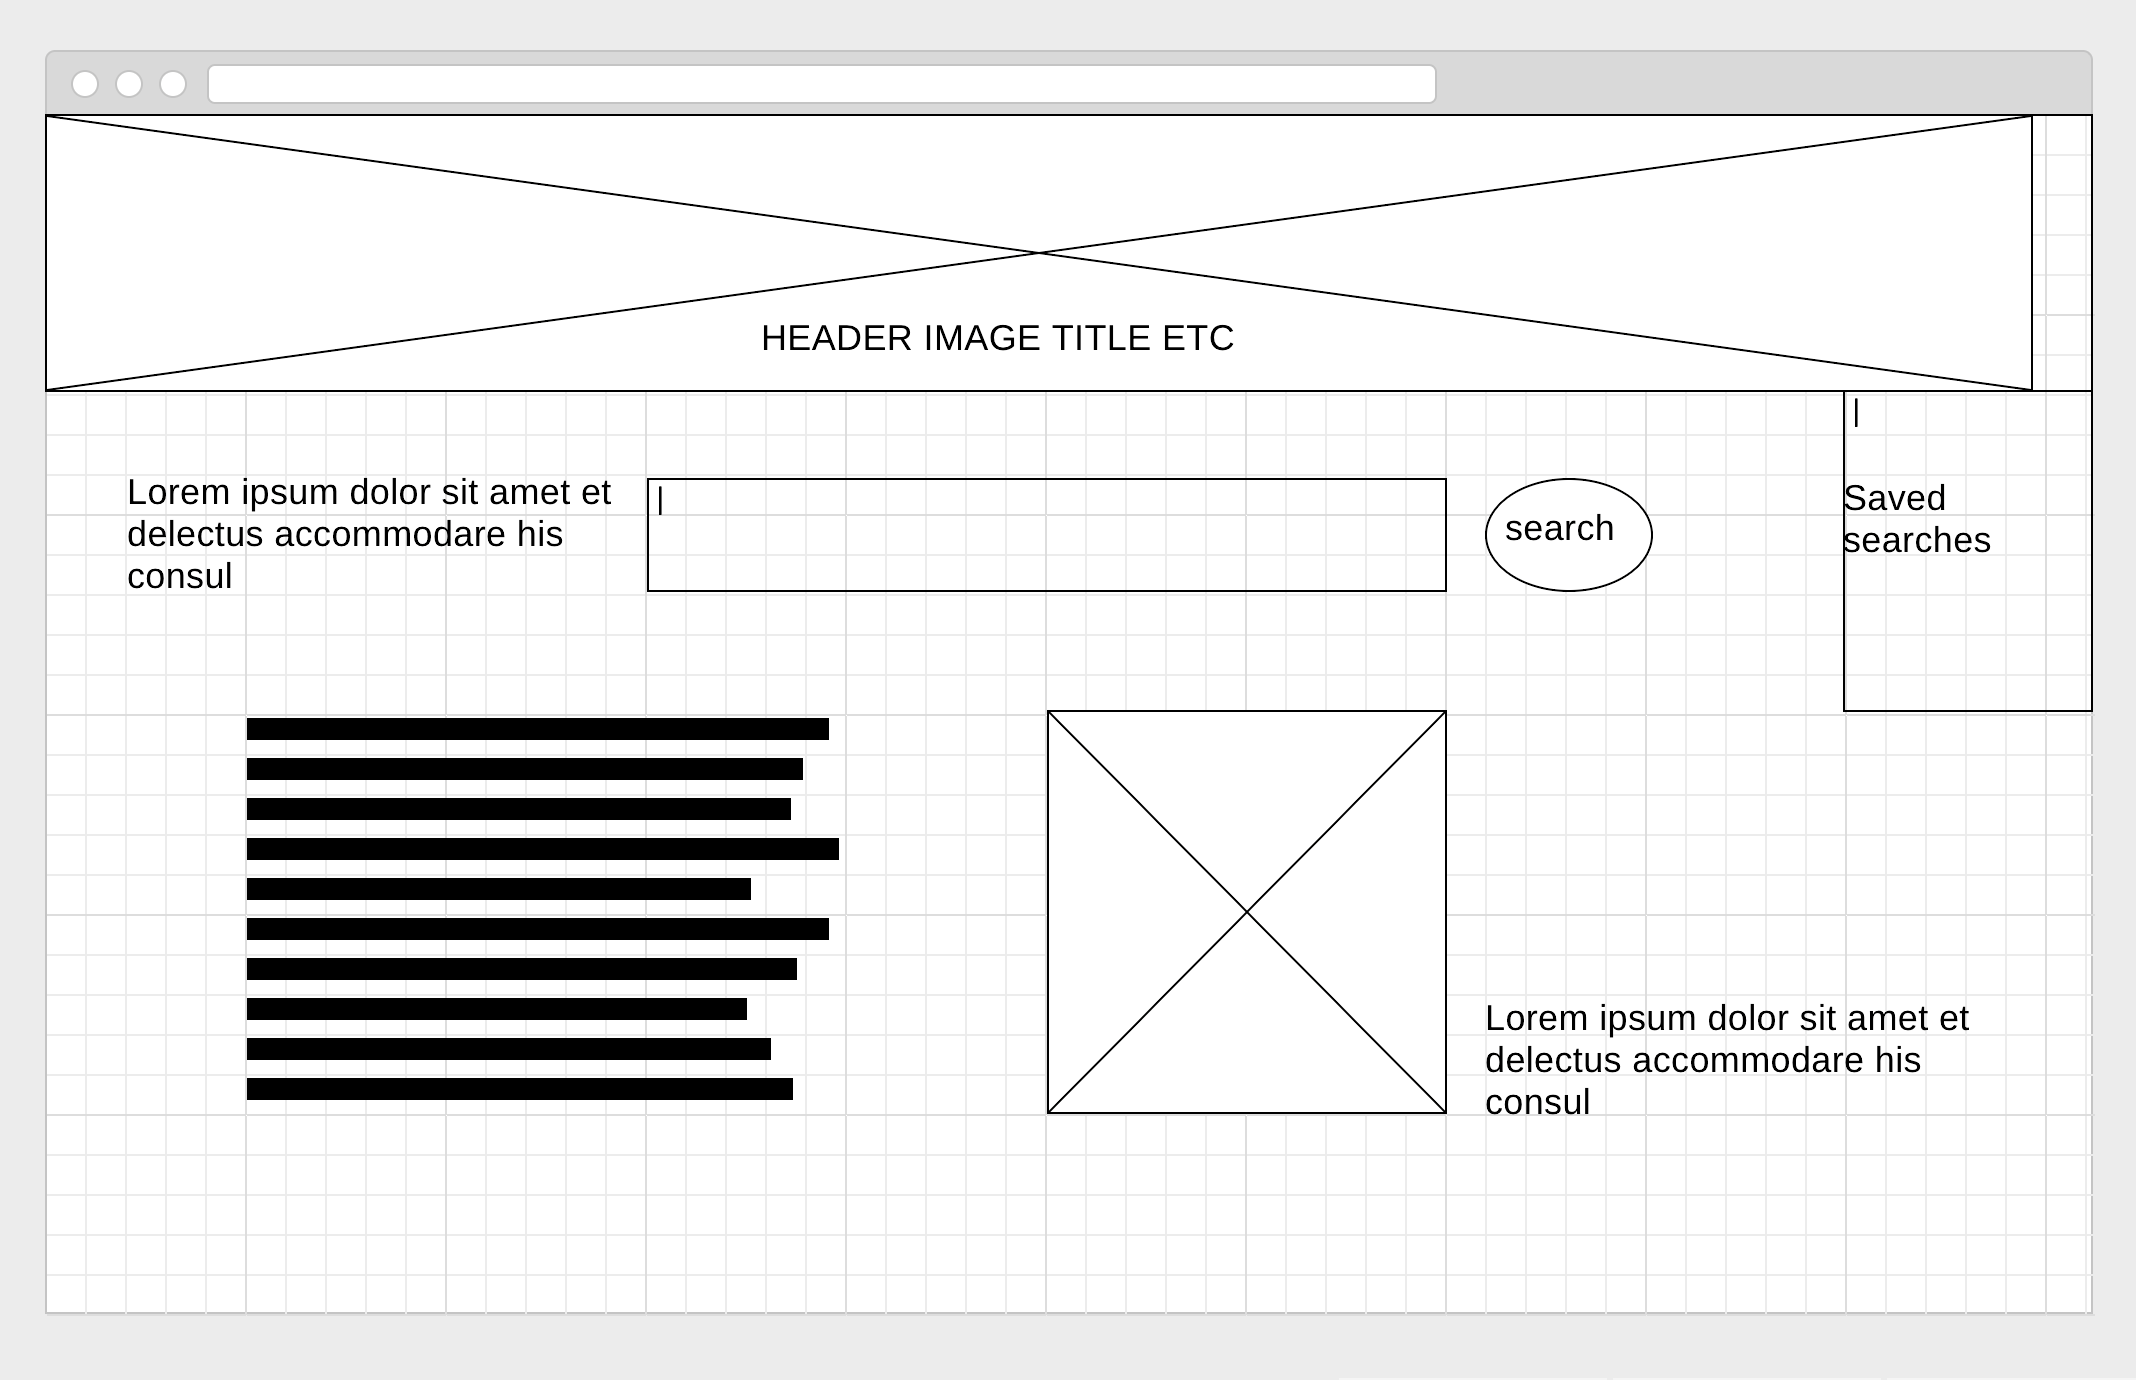 HEADER IMAGE TITLE ETC
Lorem ipsum dolor sit amet et
delectus accommodare his
consul
search
Saved
searches
Lorem ipsum dolor sit amet et
delectus accommodare his
consul